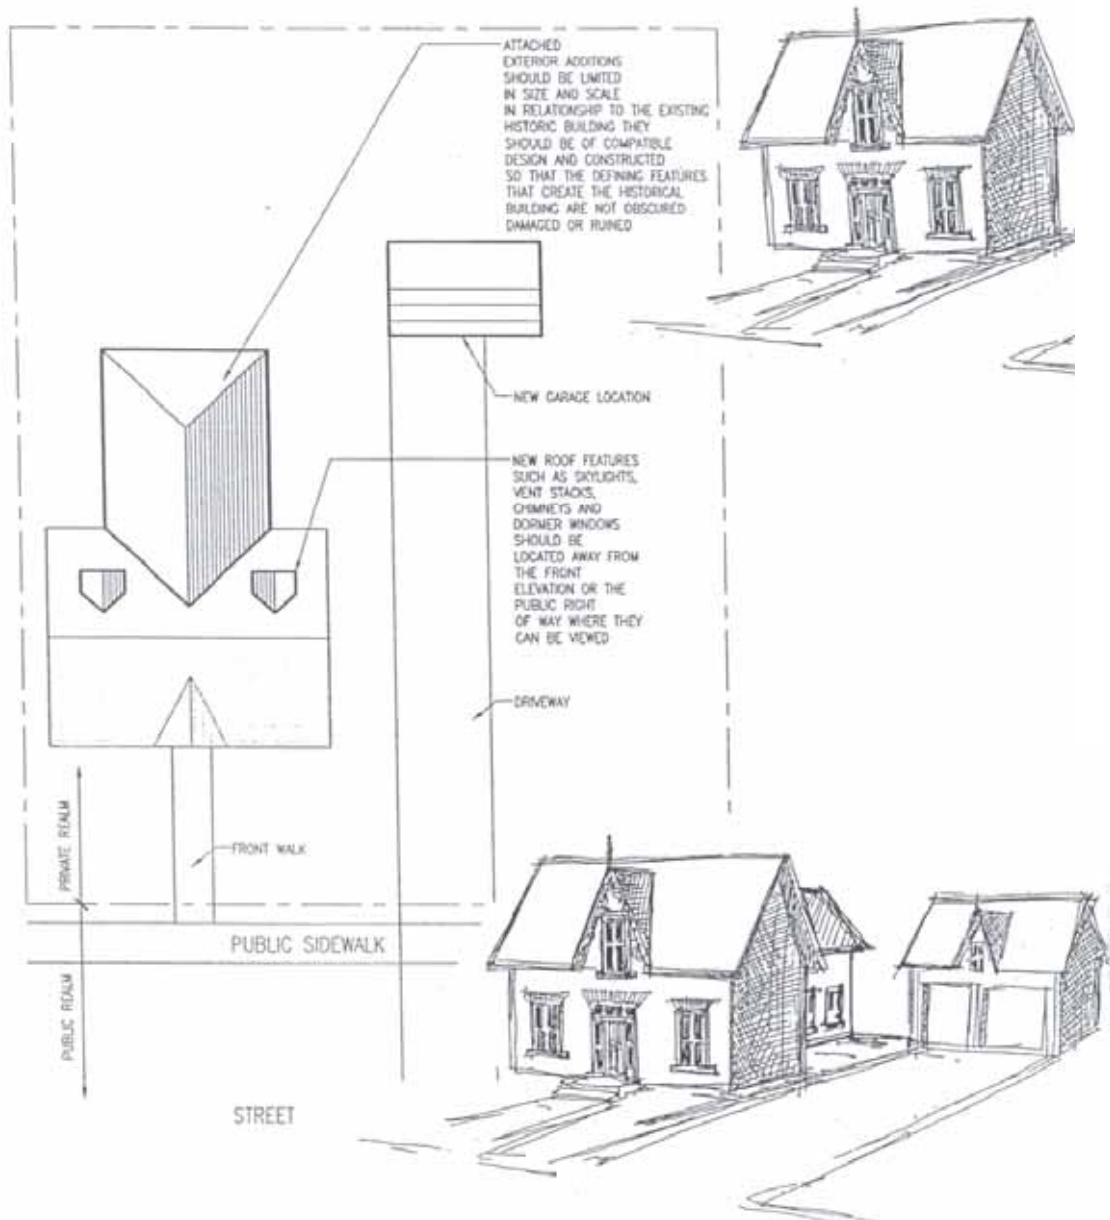 ATTACHED
EXTERIOR ADDITIONS
SHOULD BE LIMITED
IN SIZE AND SCALE
IN RELATIONSHIP TO THE EXISTING
HISTORIC BUILDING THEY
SHOULD BE OF COMPATIBLE
DESIGN AND CONSTRUCTED
SO THAT THE DEFINING FEATURES
THAT CREATE THE HISTORICAL
BUILDING ARE NOT OBSCURED
DAMAGED OR RUINED
NEW GARAGE LOCATION
NEW ROOF FEATURES
SUCH AS SKYLIGHTS,
VENT STACKS,
CHIMNEYS AND
DORMER WINDOWS
SHOULD BE
LOCATED AWAY FROM
THE FRONT
ELEVATION OR THE
PUBLIC RIGHT
OF WAY WHERE THEY
CAN BE VIEWED
DRIVEWAY
PRIVATE REALM
FRONT WALK
PUBLIC SIDEWALK
PUBLIC REALM
STREET